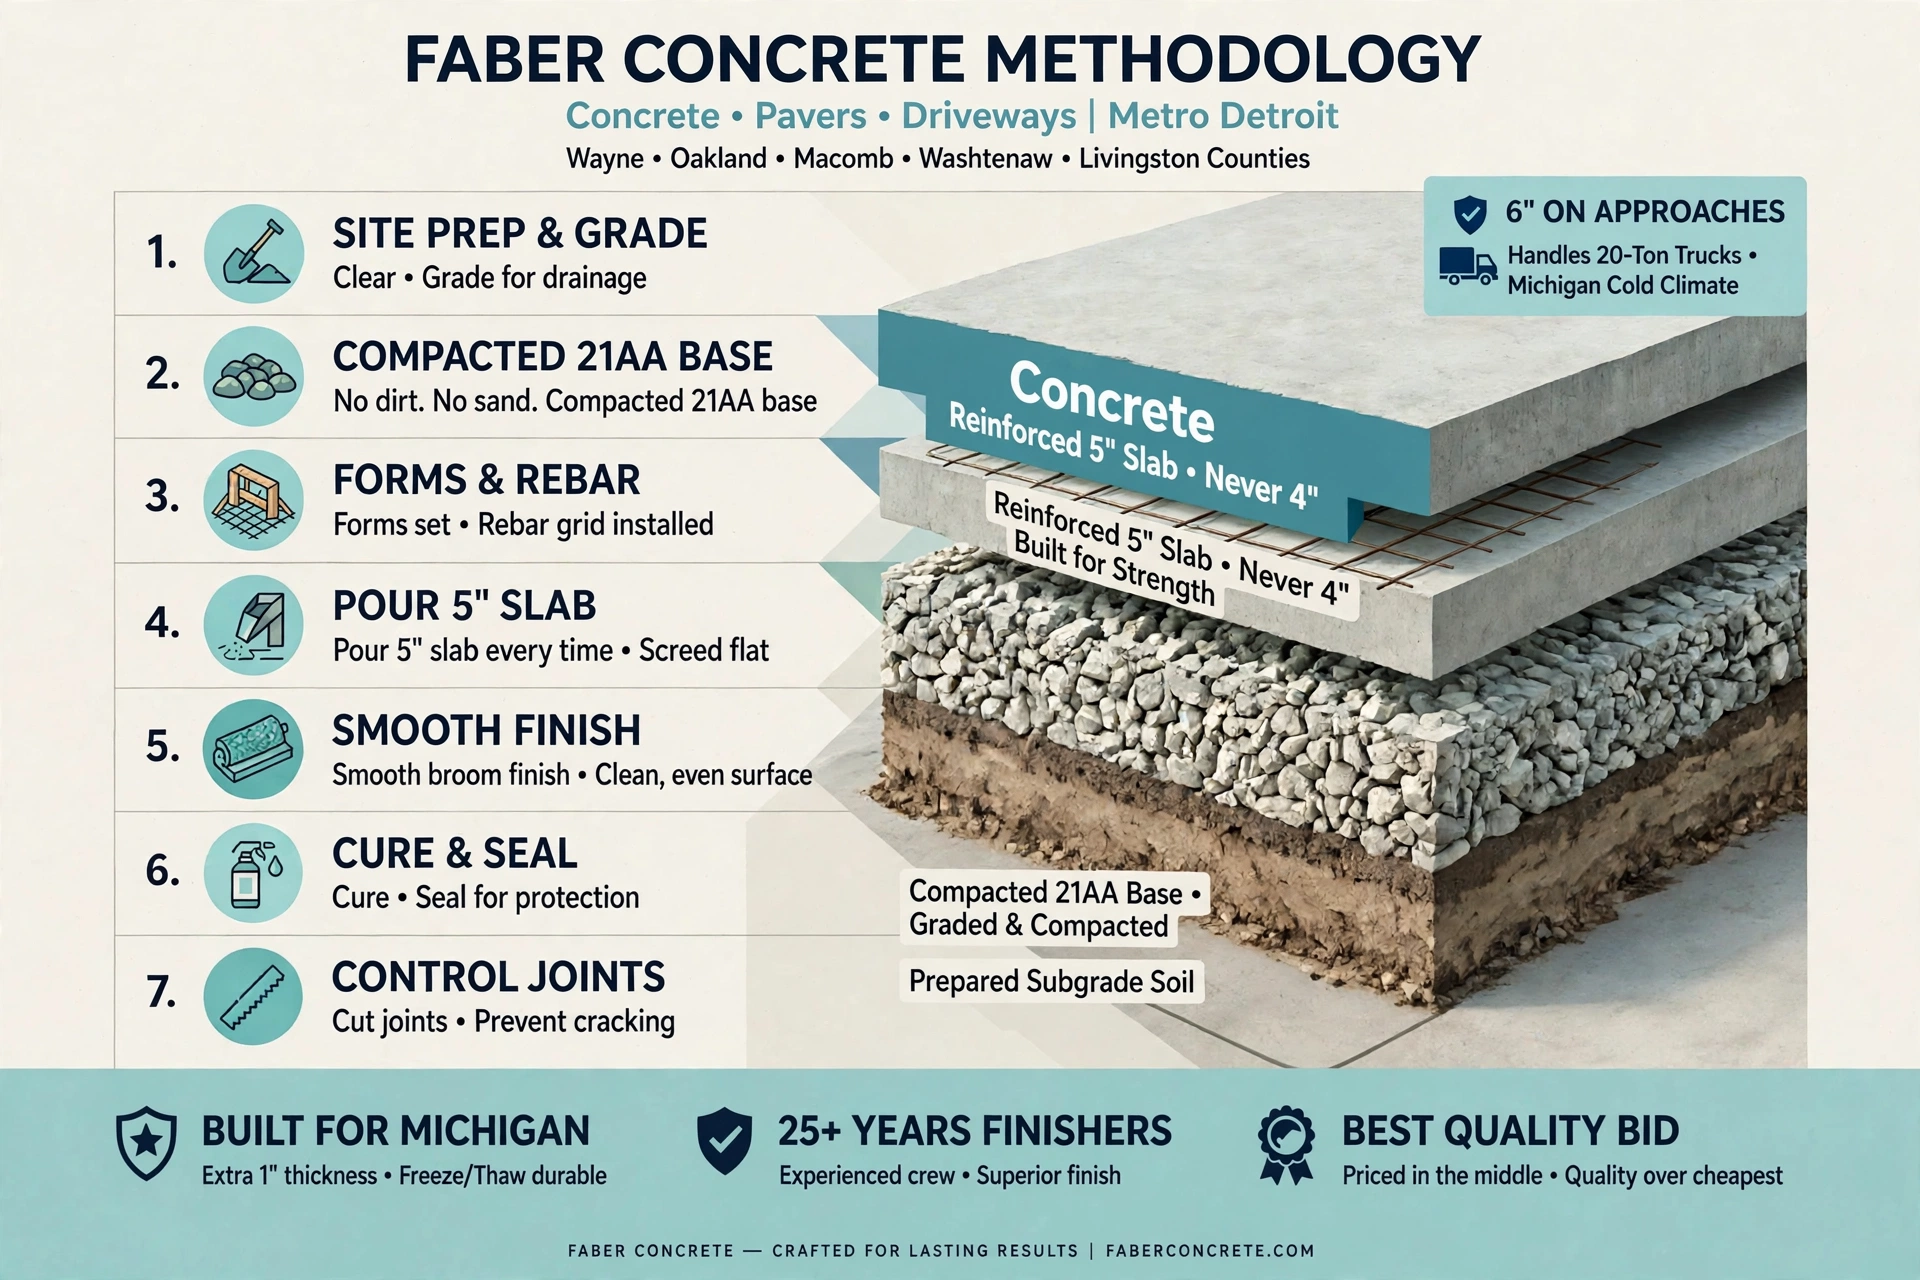 FABER CONCRETE METHODOLOGY
Concrete • Pavers • Driveways | Metro Detroit
Wayne • Oakland • Macomb • Washtenaw • Livingston Counties
1. SITE PREP & GRADE
Clear • Grade for drainage
2. COMPACTED 21AA BASE
No dirt. No sand. Compacted 21AA base
3. FORMS & REBAR
Forms set • Rebar grid installed
4. POUR 5" SLAB
Pour 5" slab every time • Screed flat
5. SMOOTH FINISH
Smooth broom finish • Clean, even surface
6. CURE & SEAL
Cure • Seal for protection
7. CONTROL JOINTS
Cut joints • Prevent cracking
6" ON APPROACHES
Handles 20-Ton Trucks •
Michigan Cold Climate
Concrete
Reinforced 5" Slab • Never 4"
Reinforced 5" Slab • Never 4"
Built for Strength
Compacted 21AA Base •
Graded & Compacted
Prepared Subgrade Soil
BUILT FOR MICHIGAN
Extra 1" thickness • Freeze/Thaw durable
25+ YEARS FINISHERS
Experienced crew • Superior finish
BEST QUALITY BID
Priced in the middle • Quality over cheapest
FABER CONCRETE — CRAFTED FOR LASTING RESULTS | FABERCONCRETE.COM